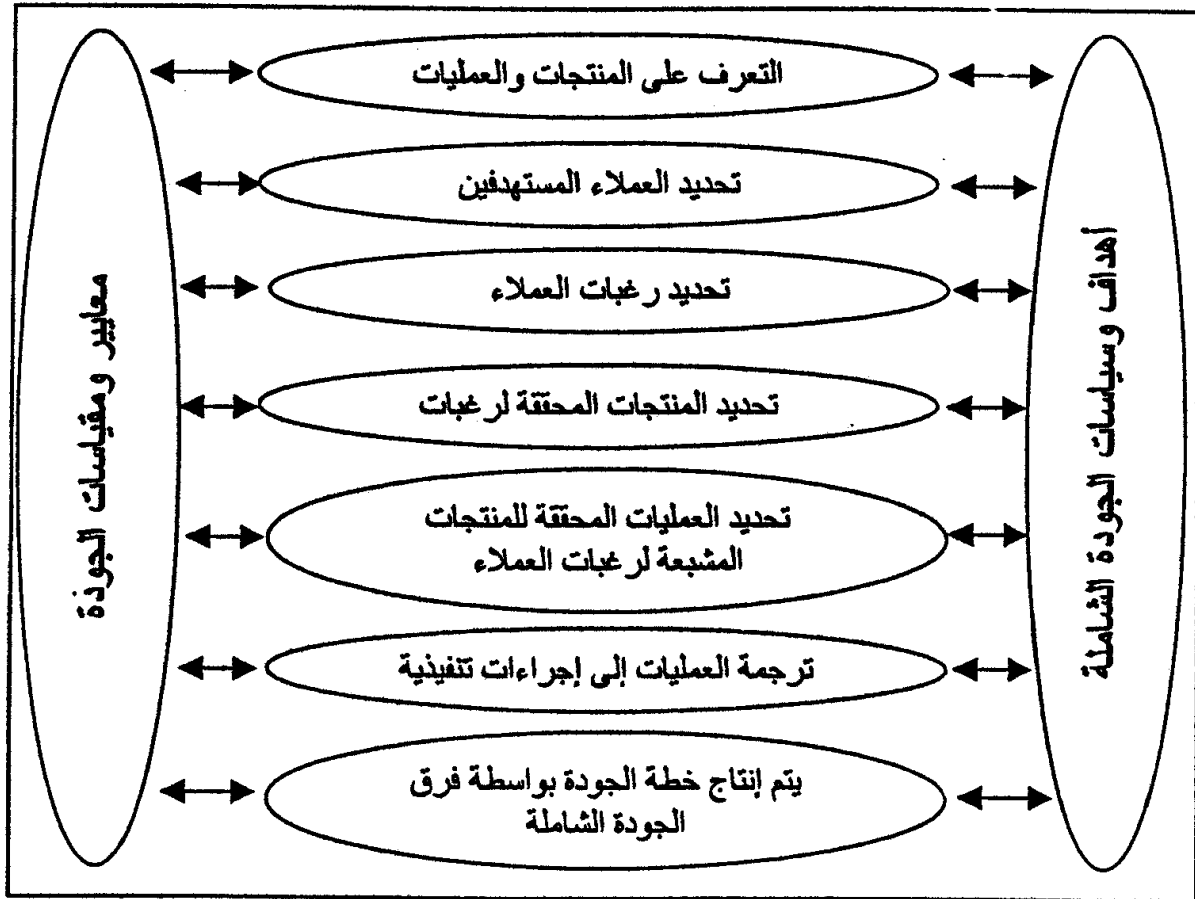 أهداف وسياسات الجودة الشاملة
التعرف على المنتجات والعمليات
تحديد العملاء المستهدفين
تحديد رغبات العملاء
تحديد المنتجات المحققة لرغبات
تحديد العمليات المحققة للمنتجات
المشبعة لرغبات العملاء
ترجمة العمليات إلى إجراءات تنفيذية
يتم إنتاج خطة الجودة بواسطة فرق
الجودة الشاملة
معايير ومقياسات الجودة